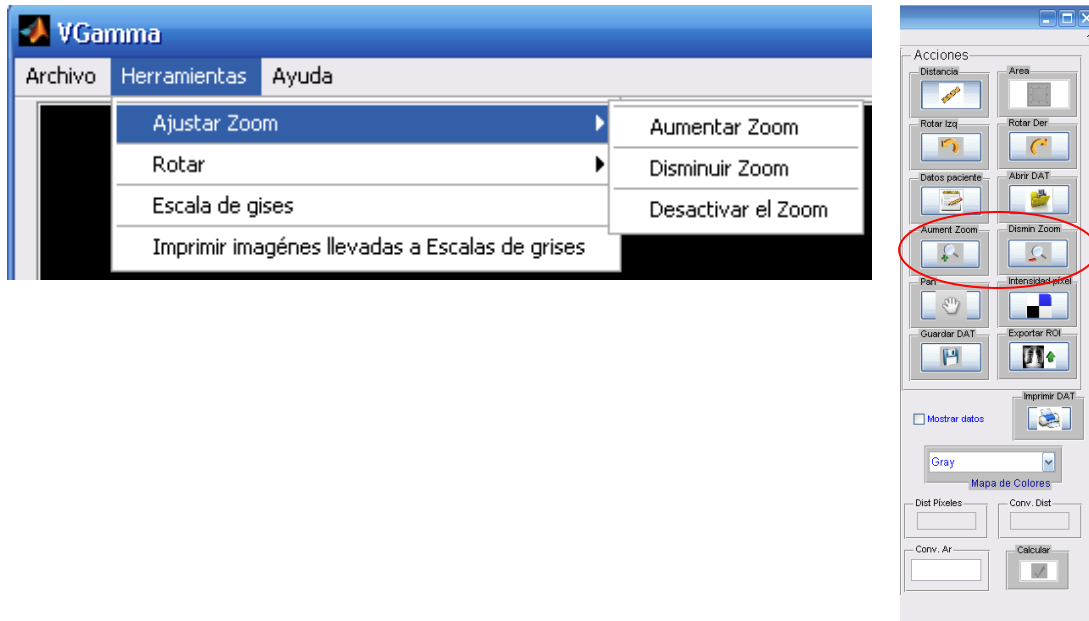 VGamma
Archivo Herramientas Ayuda
Ajustar Zoom
Rotar
Escala de gises
Imprimir imagénes llevadas a Escalas de grises
Aumentar Zoom
Disminuir Zoom
Desactivar el Zoom
Acciones
Distancia Area
Rotar Izq Rotar Der
Datos paciente Abrir DAT
Aument Zoom Dismin Zoom
Pan Intensidad píxel
Guardar DAT Exportar ROI
Imprimir DAT
Mostrar datos
Gray
Mapa de Colores
Dist Píxeles Conv. Dist
Conv. Ar Calcular